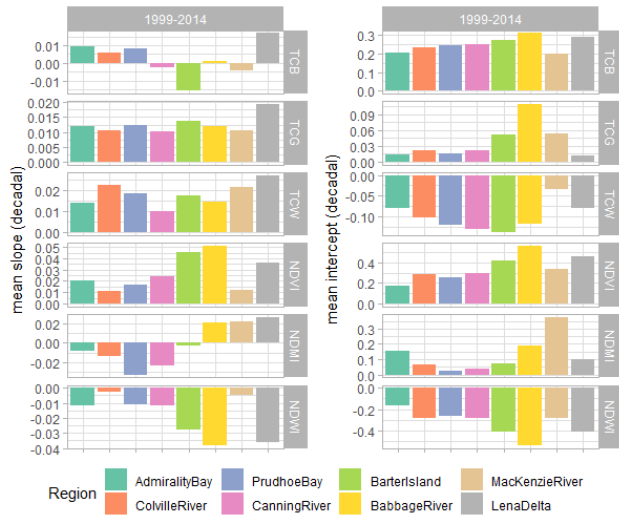 1999-2014
0.01
0.00
-0.01
TCB
0.020
0.015
0.010
0.005
0.000
TCG
0.02
0.01
0.00
TCW
0.05
0.04
0.03
0.02
0.01
0.00
NDVI
0.02
0.00
-0.02
NDMI
0.00
-0.01
-0.02
-0.03
-0.04
NDWI
mean slope (decadal)
1999-2014
0.3
0.2
0.1
0.0
TCB
0.09
0.06
0.03
0.00
TCG
0.00
-0.05
-0.10
TCW
0.4
0.2
0.0
NDVI
0.3
0.2
0.1
0.0
NDMI
0.0
-0.2
-0.4
NDWI
mean intercept (decadal)
Region
AdmiralityBay
PrudhoeBay
BarterIsland
MacKenzieRiver
ColvilleRiver
CanningRiver
BabbageRiver
LenaDelta